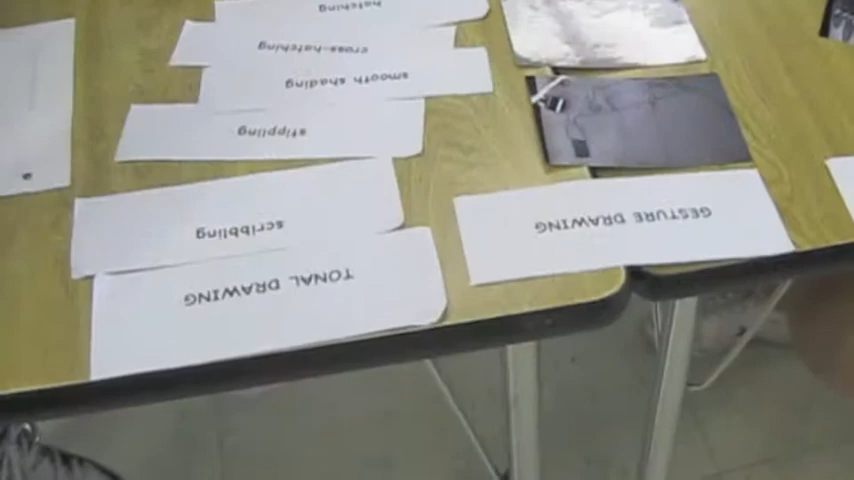 TONAL DRAWING
scribbling
stippling
smooth shading
cross-hatching
hatching
GESTURE DRAWING